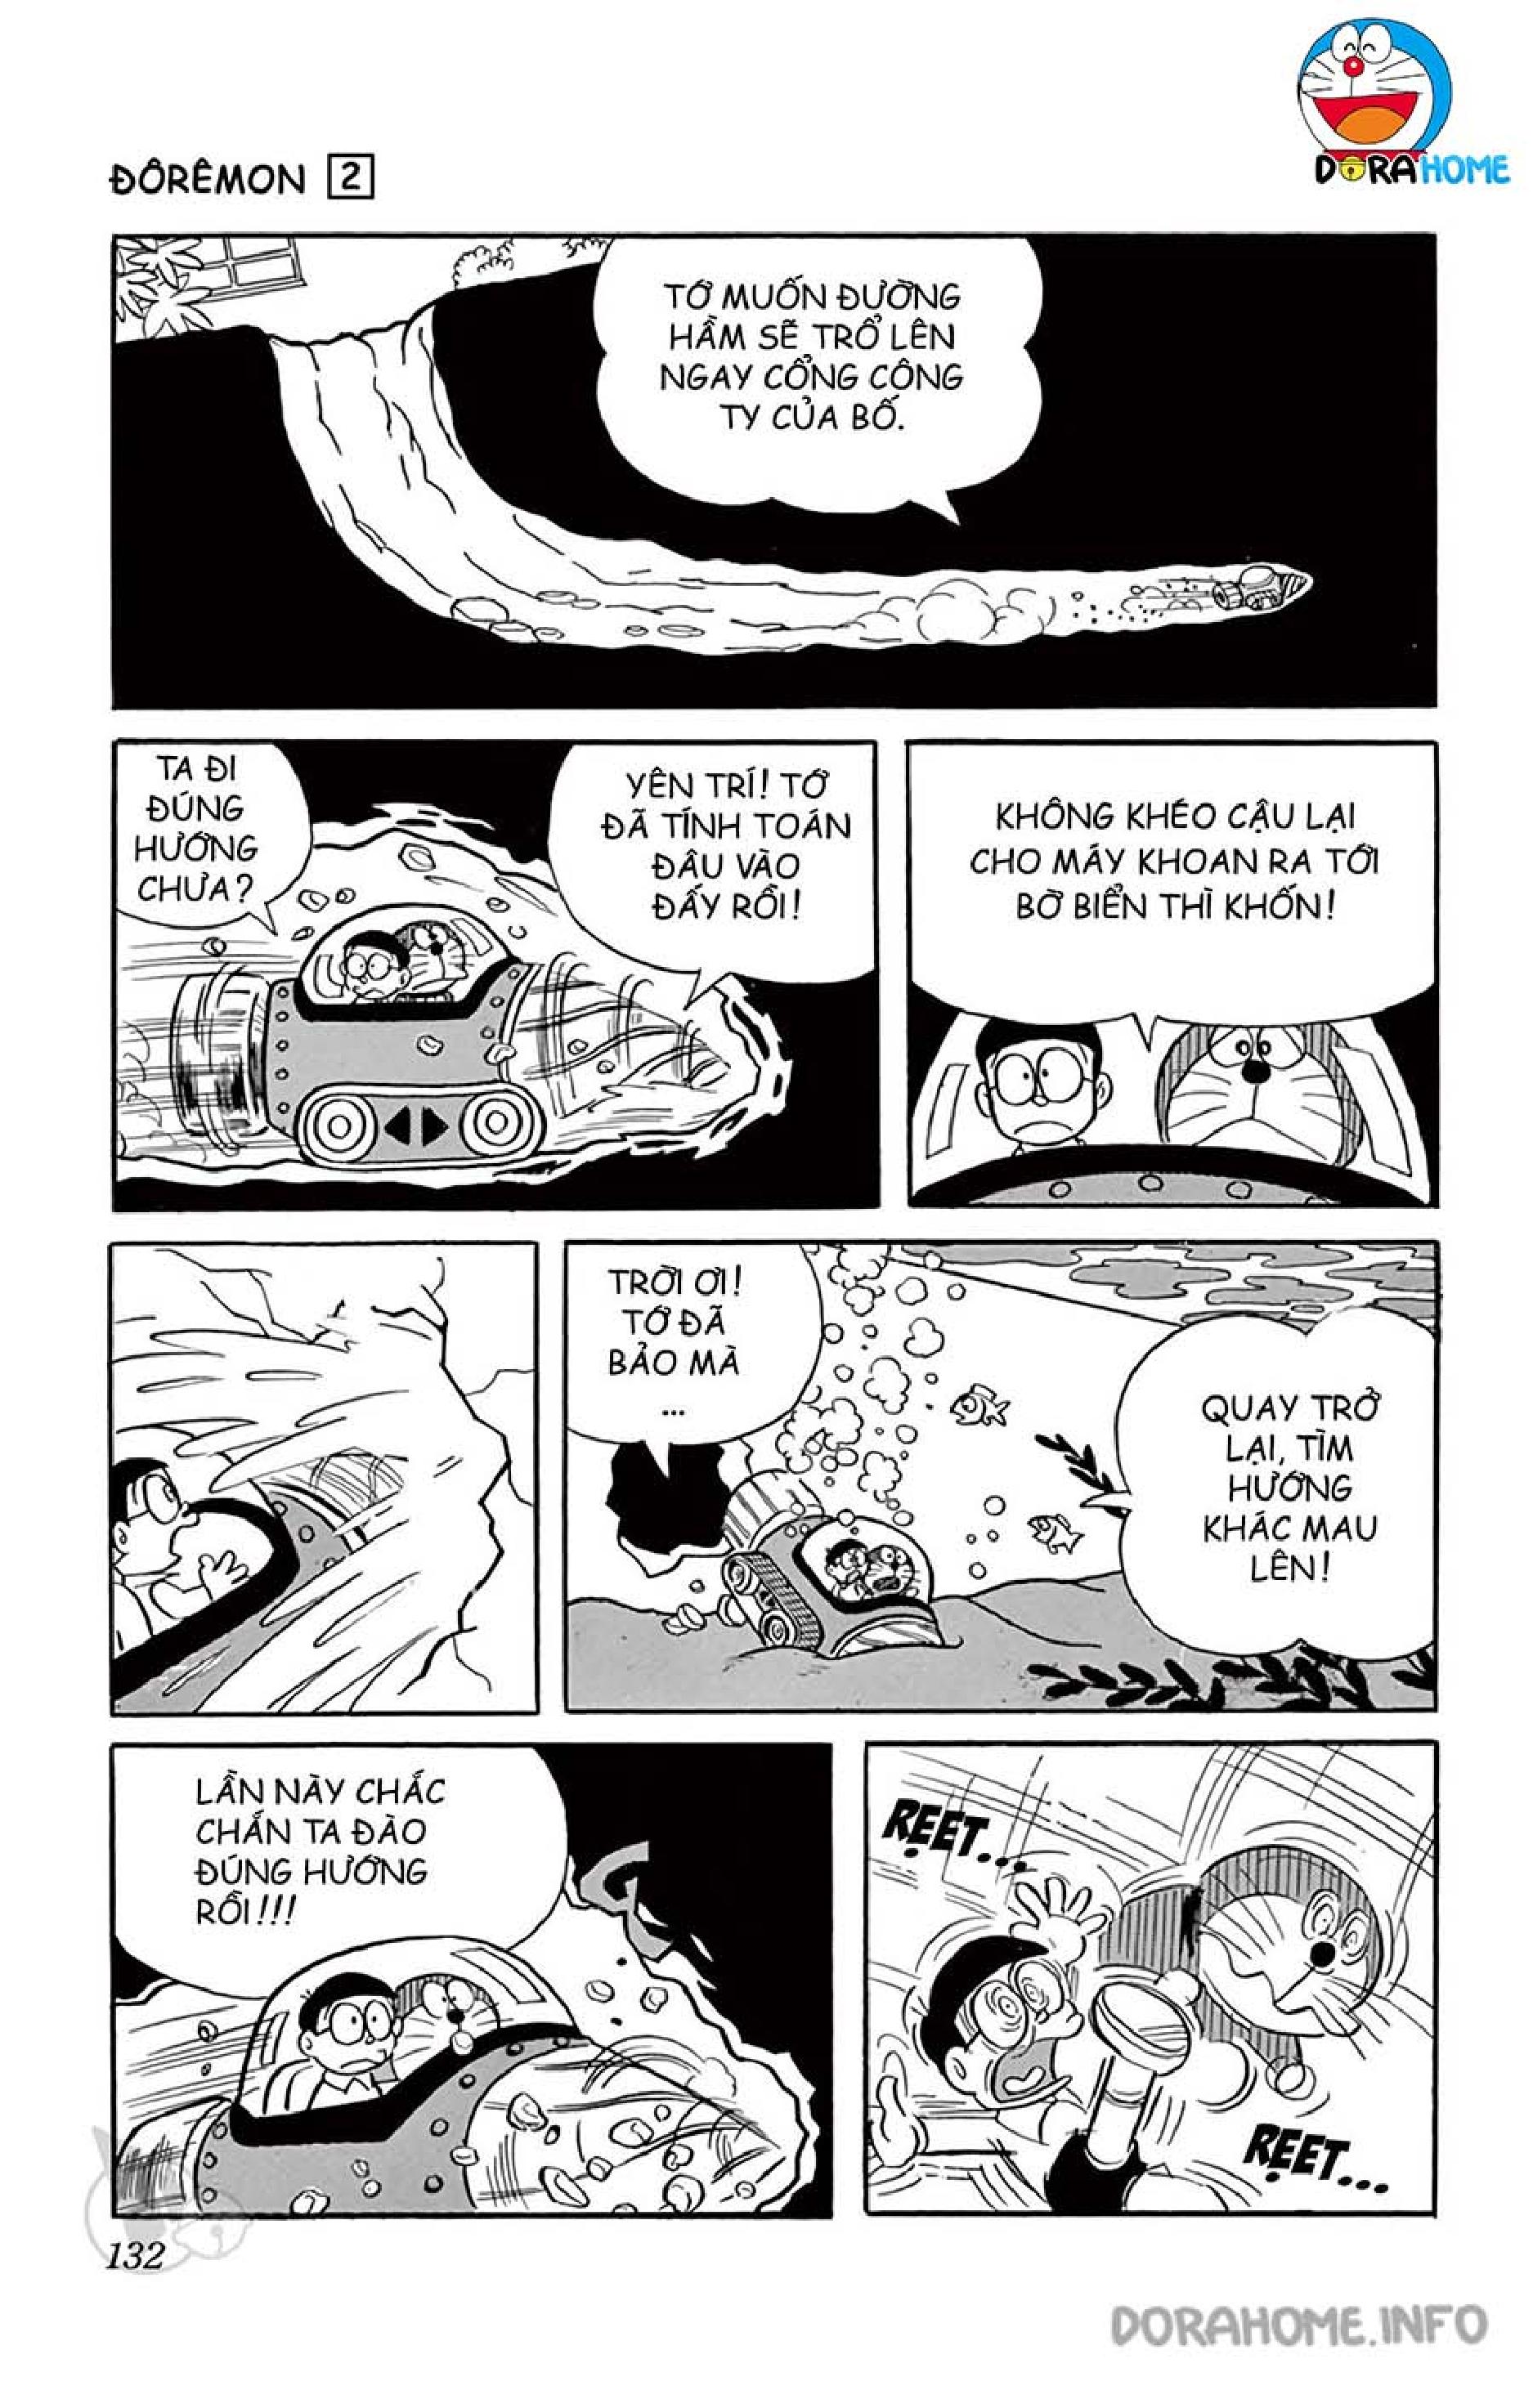 DORAHOME
ĐÔRÊMON 2
TỚ MUỐN ĐƯỜNG
HẦM SẼ TRỔ LÊN
NGAY CỔNG CÔNG
TY CỦA BỐ.
TA ĐI
ĐÚNG
HƯỚNG
CHƯA?
YÊN TRÍ! TỚ
ĐÃ TÍNH TOÁN
ĐÂU VÀO
ĐẤY RỒI!
KHÔNG KHÉO CẬU LẠI
CHO MÁY KHOAN RA TỚI
BỜ BIỂN THÌ KHỐN!
TRỜI ƠI!
TỚ ĐÃ
BẢO MÀ
...
QUAY TRỞ
LẠI, TÌM
HƯỚNG
KHÁC MAU
LÊN!
LẦN NÀY CHẮC
CHẮN TA ĐÀO
ĐÚNG HƯỚNG
RỒI!!!
RẸET...
RẸET...
132
DORAHOME.INFO